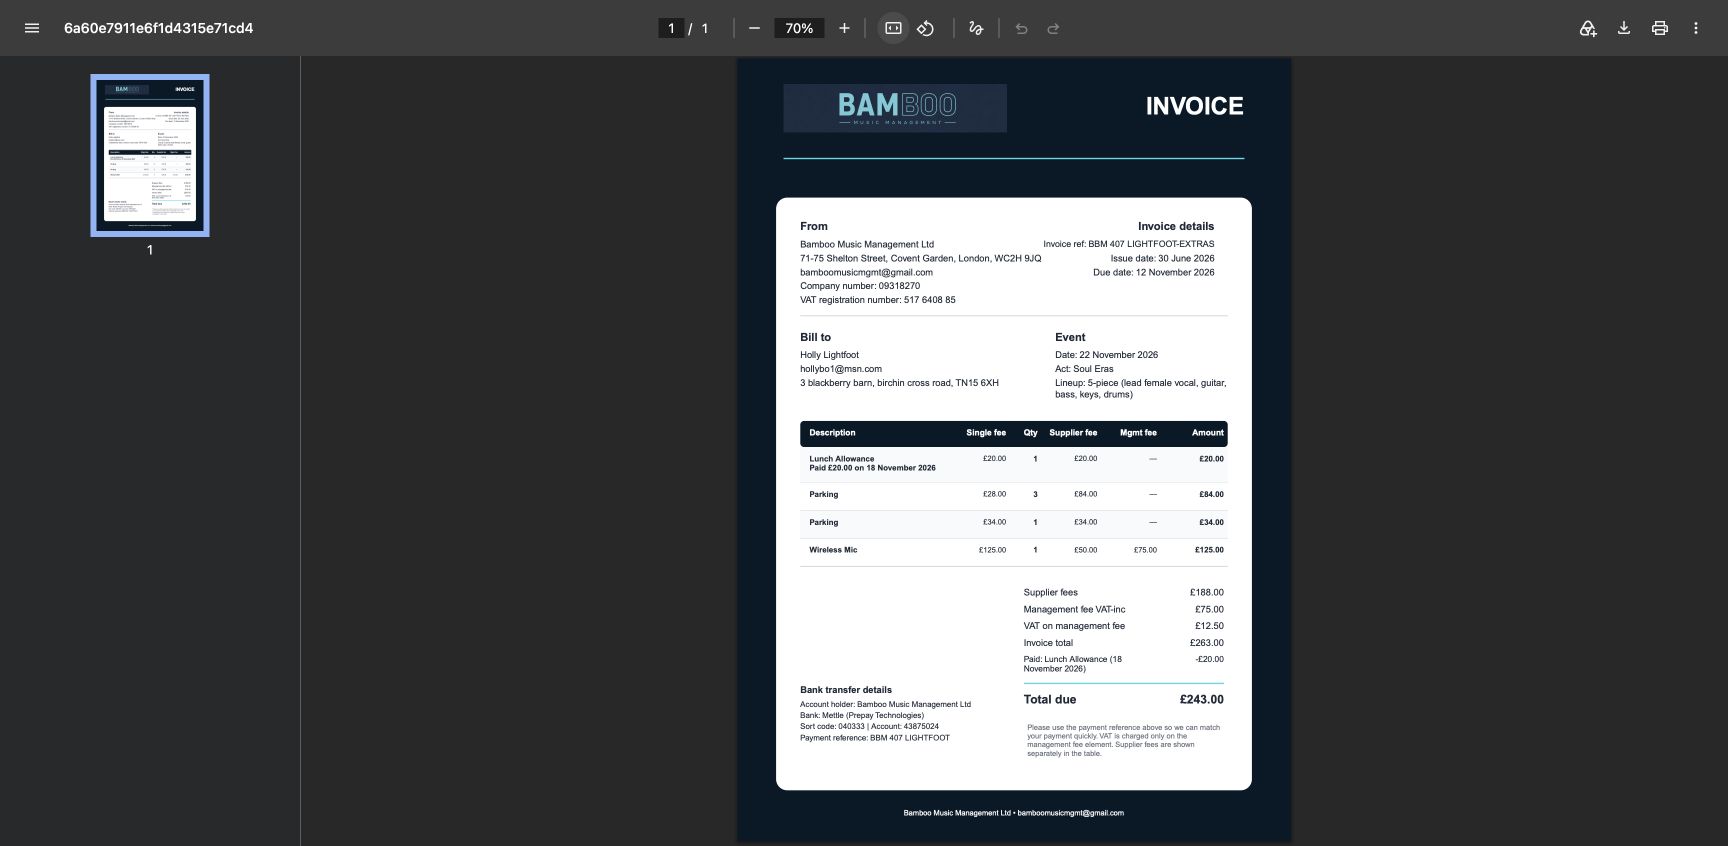 6a60e7911e6f1d4315e71cd4
1 / 1
70%
1
BAMBOO
MUSIC MANAGEMENT
INVOICE
From
Bamboo Music Management Ltd
71-75 Shelton Street, Covent Garden, London, WC2H 9JQ
bamboomusicmgmt@gmail.com
Company number: 09318270
VAT registration number: 517 6408 85
Invoice details
Invoice ref: BBM 407 LIGHTFOOT-EXTRAS
Issue date: 30 June 2026
Due date: 12 November 2026
Bill to
Holly Lightfoot
hollybo1@msn.com
3 blackberry barn, birchin cross road, TN15 6XH
Event
Date: 22 November 2026
Act: Soul Eras
Lineup: 5-piece (lead female vocal, guitar,
bass, keys, drums)
Description Single fee Qty Supplier fee Mgmt fee Amount
Lunch Allowance £20.00 1 £20.00 — £20.00
Paid £20.00 on 18 November 2026
Parking £28.00 3 £84.00 — £84.00
Parking £34.00 1 £34.00 — £34.00
Wireless Mic £125.00 1 £50.00 £75.00 £125.00
Supplier fees £188.00
Management fee VAT-inc £75.00
VAT on management fee £12.50
Invoice total £263.00
Paid: Lunch Allowance (18 -£20.00
November 2026)
Total due £243.00
Bank transfer details
Account holder: Bamboo Music Management Ltd
Bank: Mettle (Prepay Technologies)
Sort code: 040333 | Account: 43875024
Payment reference: BBM 407 LIGHTFOOT
Please use the payment reference above so we can match
your payment quickly. VAT is charged only on the
management fee element. Supplier fees are shown
separately in the table.
Bamboo Music Management Ltd • bamboomusicmgmt@gmail.com